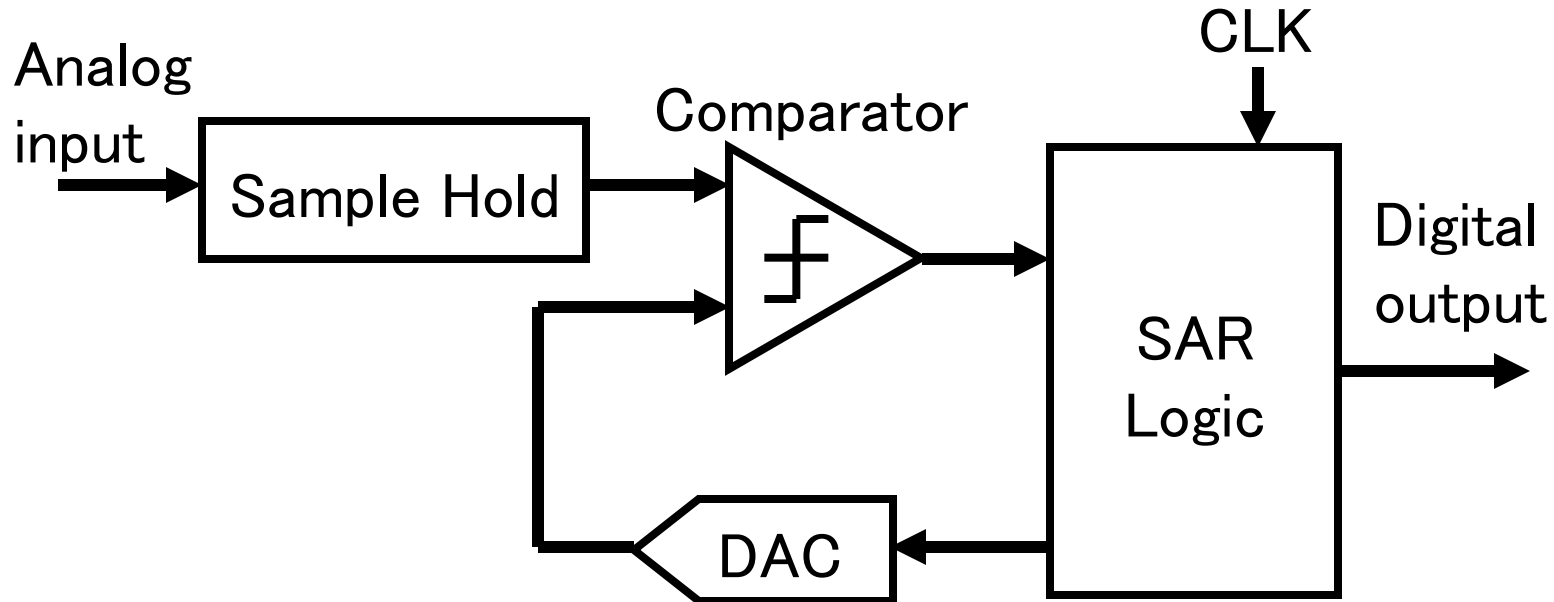 Analog
input
Sample Hold
Comparator
CLK
SAR
Logic
Digital
output
DAC